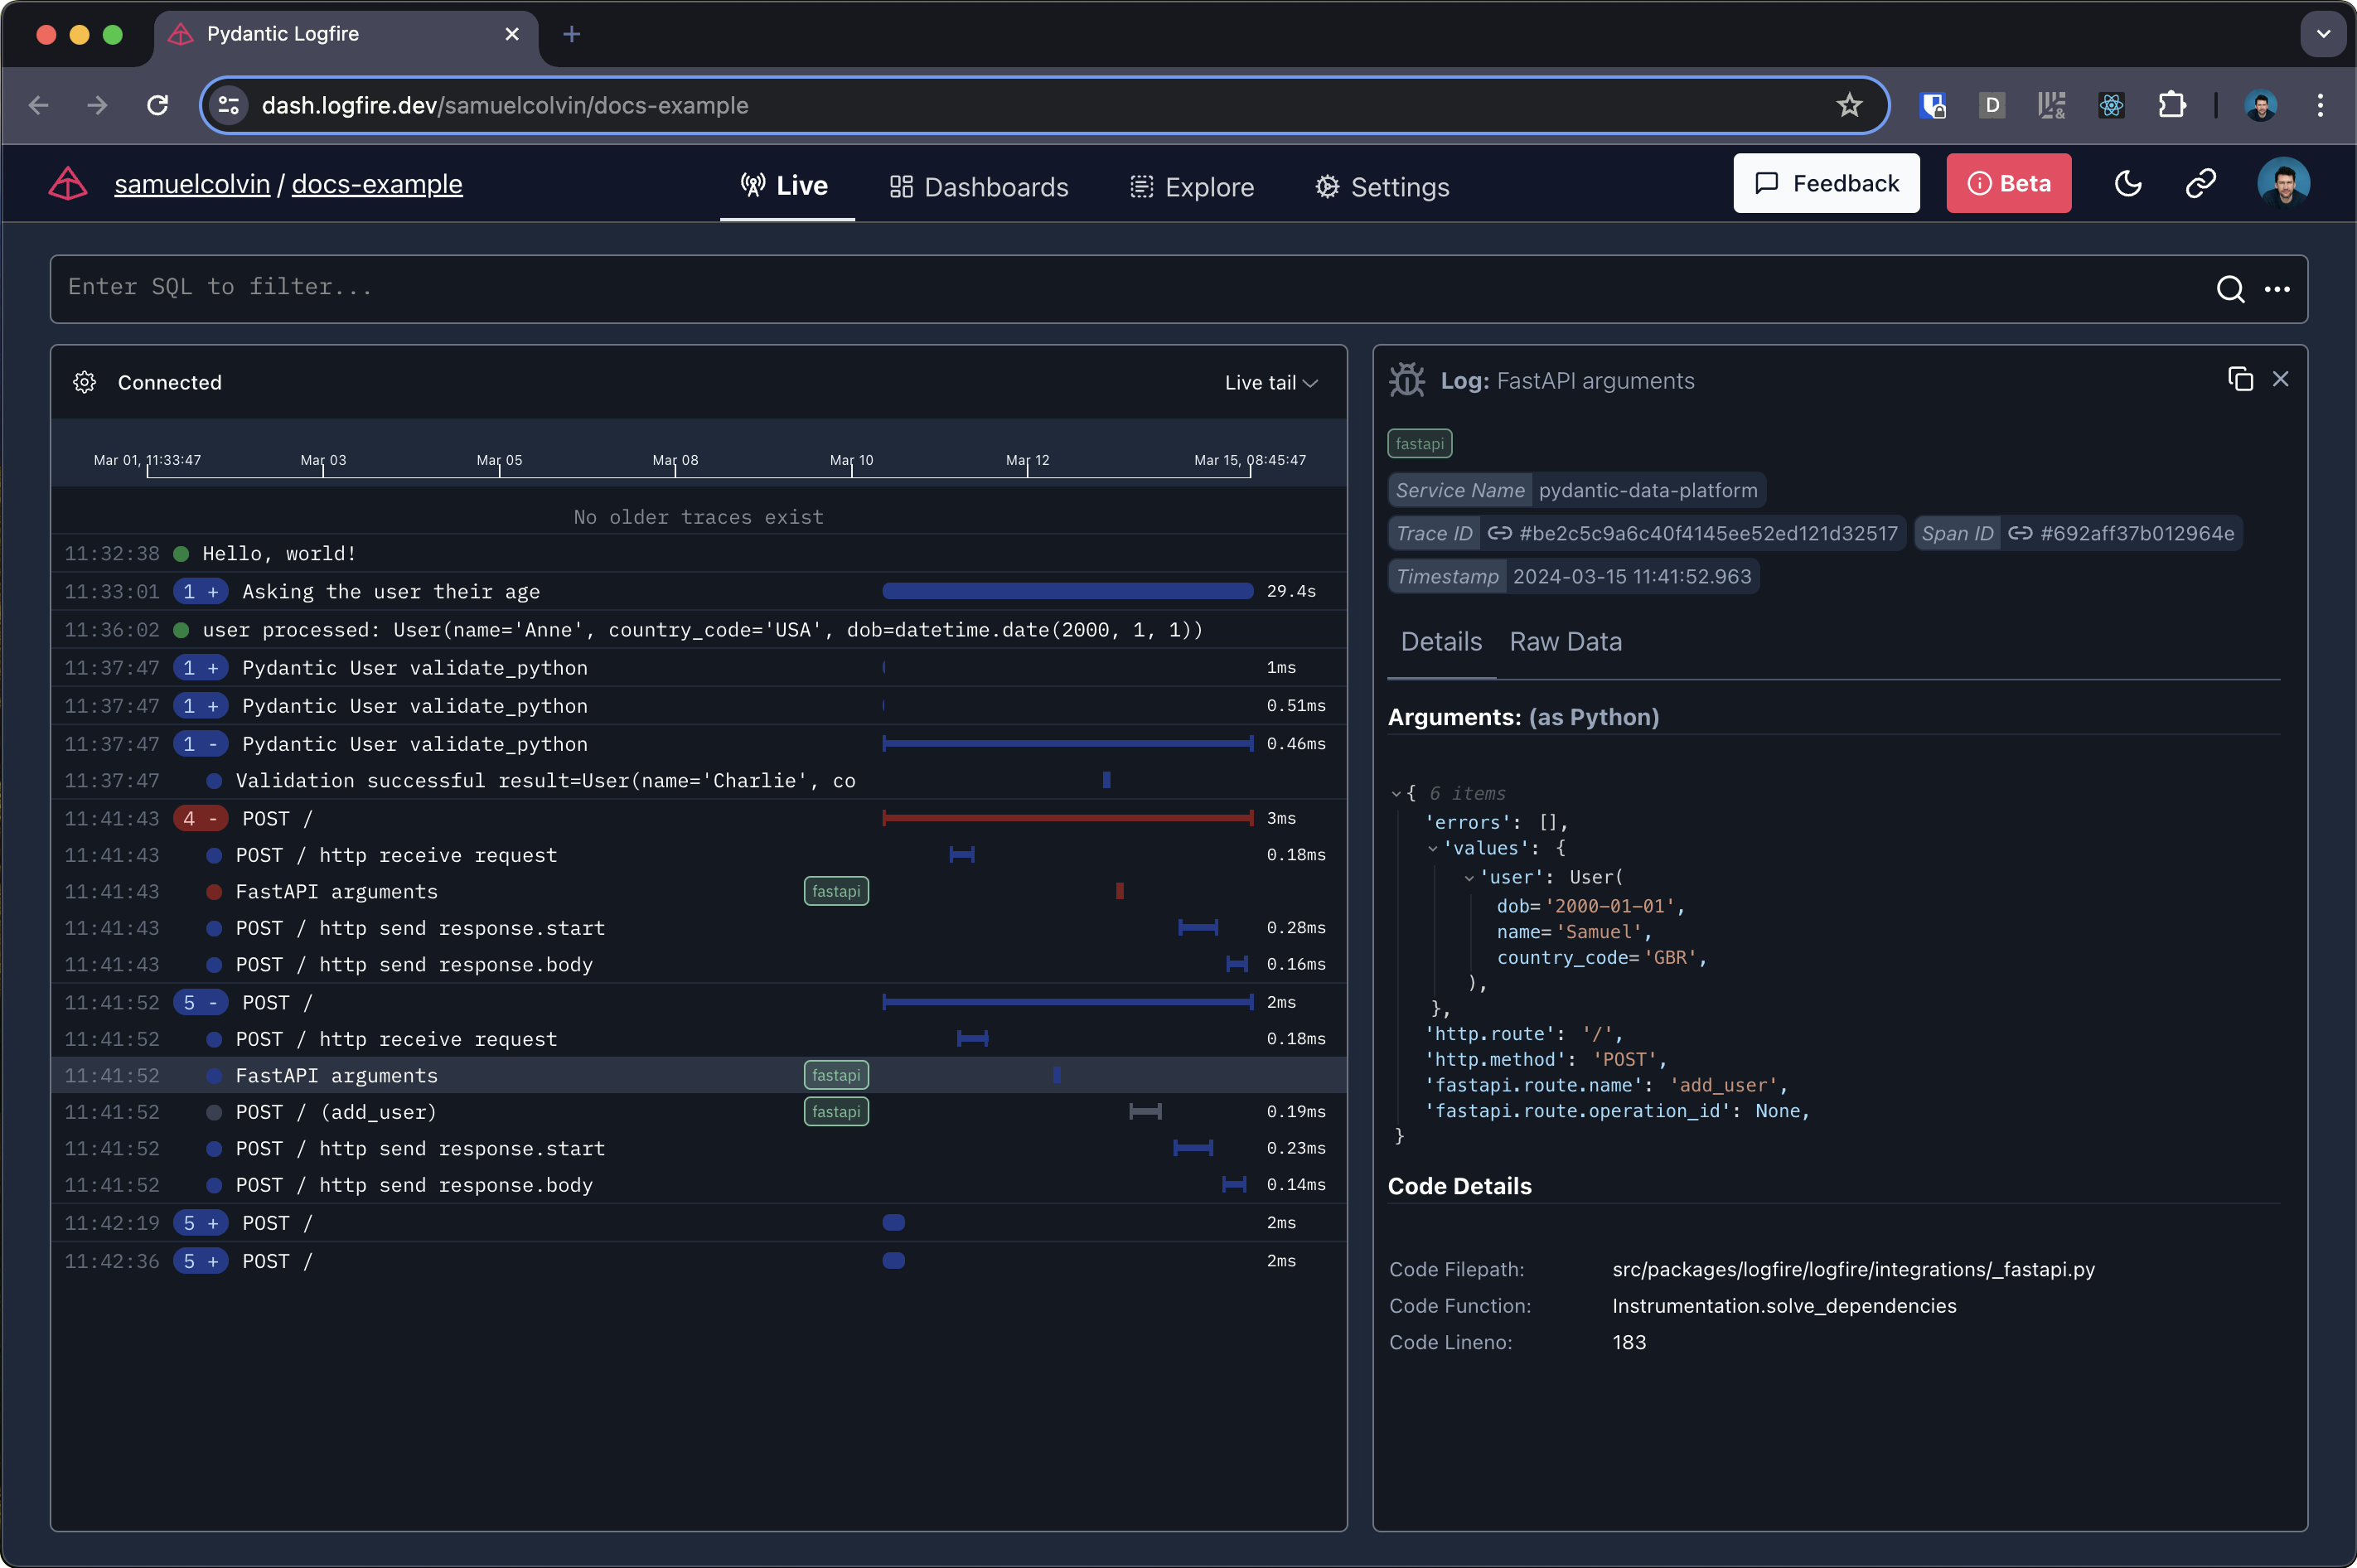 Pydantic Logfire
dash.logfire.dev/samuelcolvin/docs-example
D
samuelcolvin / docs-example
Live
Dashboards
Explore
Settings
Feedback
Beta
Enter SQL to filter...
Connected
Live tail
Mar 01, 11:33:47
Mar 03
Mar 05
Mar 08
Mar 10
Mar 12
Mar 15, 08:45:47
No older traces exist
11:32:38 Hello, world!
11:33:01 1 + Asking the user their age 29.4s
11:36:02 user processed: User(name='Anne', country_code='USA', dob=datetime.date(2000, 1, 1))
11:37:47 1 + Pydantic User validate_python 1ms
11:37:47 1 + Pydantic User validate_python 0.51ms
11:37:47 1 - Pydantic User validate_python 0.46ms
11:37:47 Validation successful result=User(name='Charlie', co
11:41:43 4 - POST / 3ms
11:41:43 POST / http receive request 0.18ms
11:41:43 FastAPI arguments fastapi
11:41:43 POST / http send response.start 0.28ms
11:41:43 POST / http send response.body 0.16ms
11:41:52 5 - POST / 2ms
11:41:52 POST / http receive request 0.18ms
11:41:52 FastAPI arguments fastapi
11:41:52 POST / (add_user) fastapi 0.19ms
11:41:52 POST / http send response.start 0.23ms
11:41:52 POST / http send response.body 0.14ms
11:42:19 5 + POST / 2ms
11:42:36 5 + POST / 2ms
Log: FastAPI arguments
fastapi
Service Name pydantic-data-platform
Trace ID #be2c5c9a6c40f4145ee52ed121d32517 Span ID #692aff37b012964e
Timestamp 2024-03-15 11:41:52.963
Details Raw Data
Arguments: (as Python)
{ 6 items
'errors': [],
'values': {
'user': User(
dob='2000-01-01',
name='Samuel',
country_code='GBR',
),
},
'http.route': '/',
'http.method': 'POST',
'fastapi.route.name': 'add_user',
'fastapi.route.operation_id': None,
}
Code Details
Code Filepath: src/packages/logfire/logfire/integrations/_fastapi.py
Code Function: Instrumentation.solve_dependencies
Code Lineno: 183